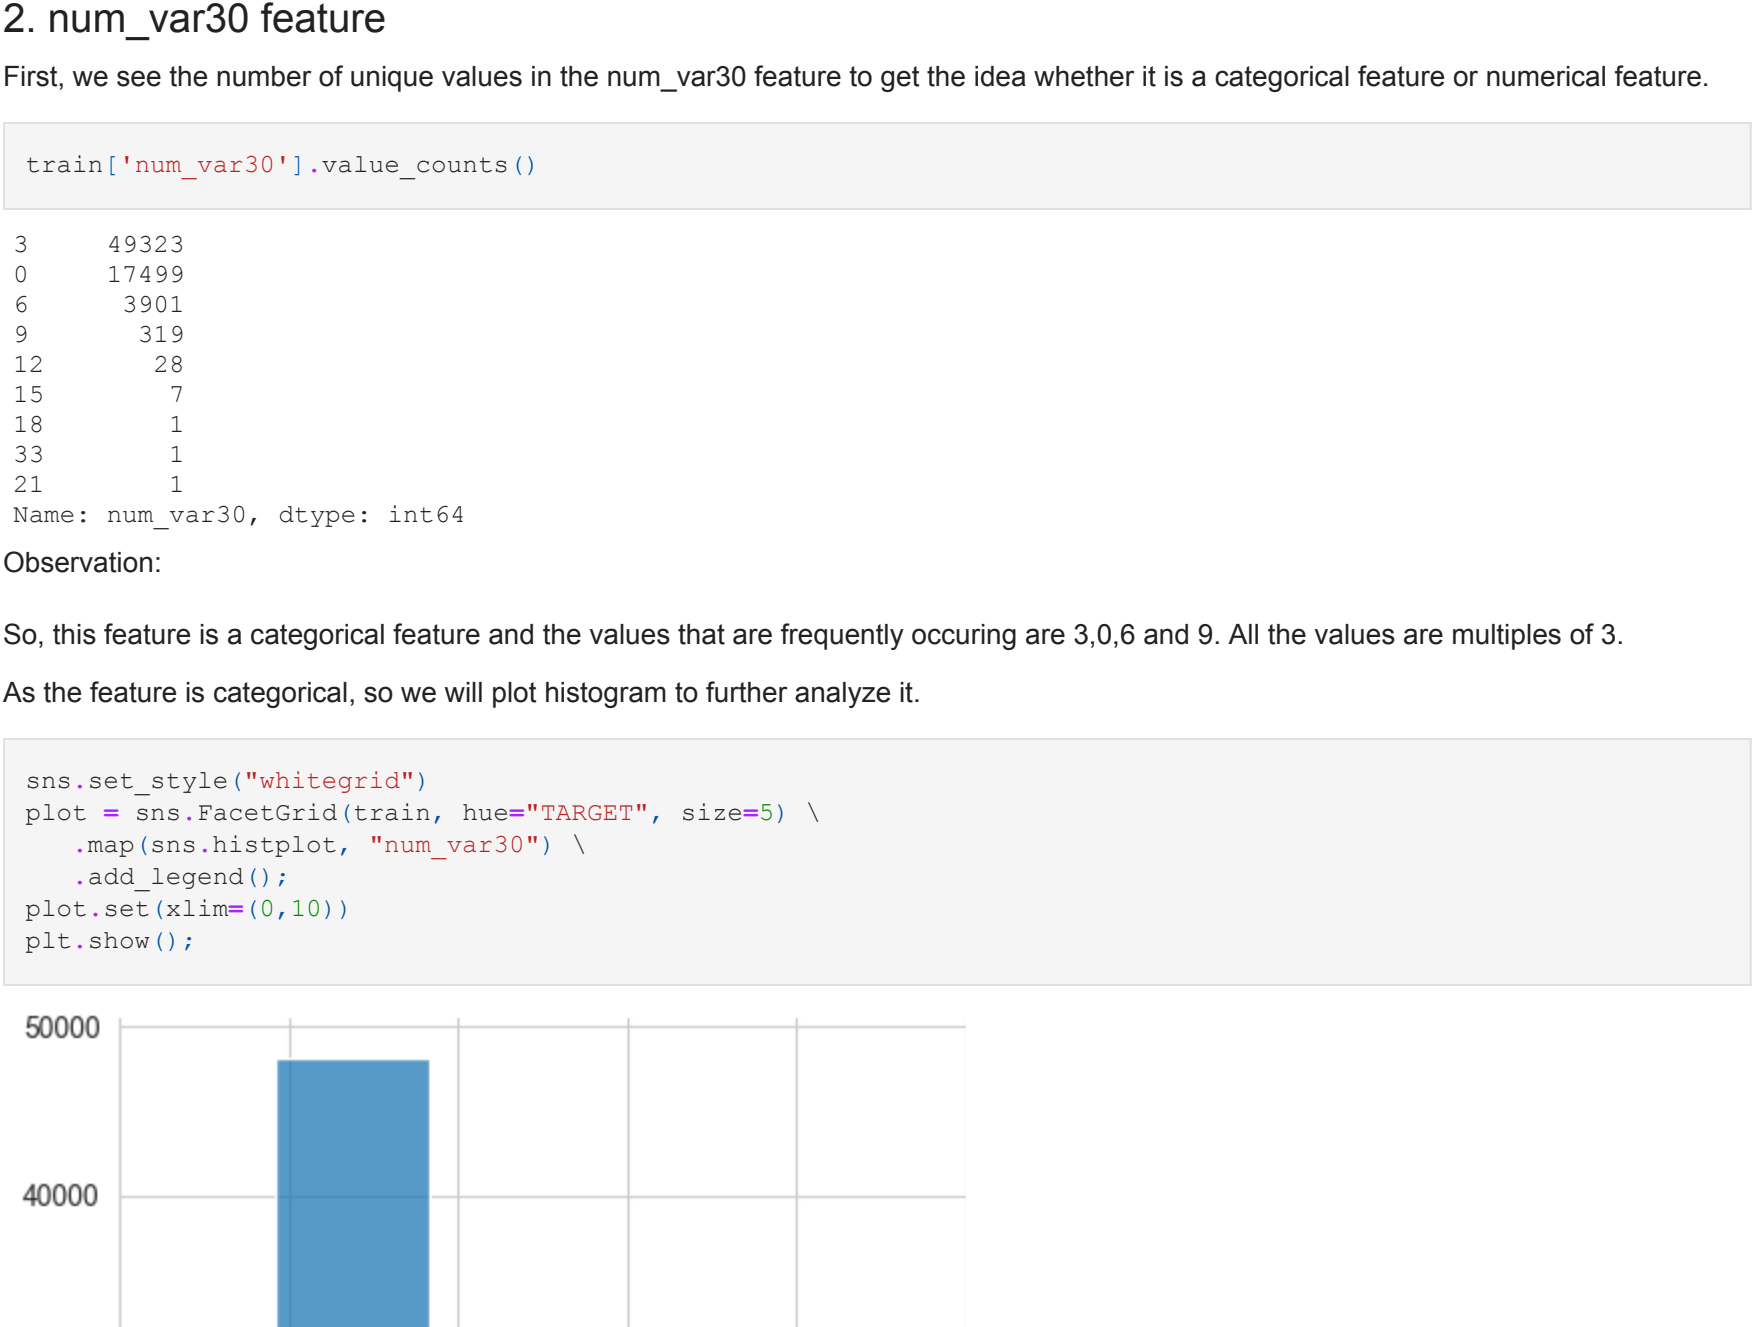 2. num_var30 feature
First, we see the number of unique values in the num_var30 feature to get the idea whether it is a categorical feature or numerical feature.
train['num_var30'].value_counts()
3     49323
0     17499
6      3901
9       319
12       28
15        7
18        1
33        1
21        1
Name: num_var30, dtype: int64
Observation:
So, this feature is a categorical feature and the values that are frequently occuring are 3,0,6 and 9. All the values are multiples of 3.
As the feature is categorical, so we will plot histogram to further analyze it.
sns.set_style("whitegrid")
plot = sns.FacetGrid(train, hue="TARGET", size=5) \
   .map(sns.histplot, "num_var30") \
   .add_legend();
plot.set(xlim=(0,10))
plt.show();
50000
40000